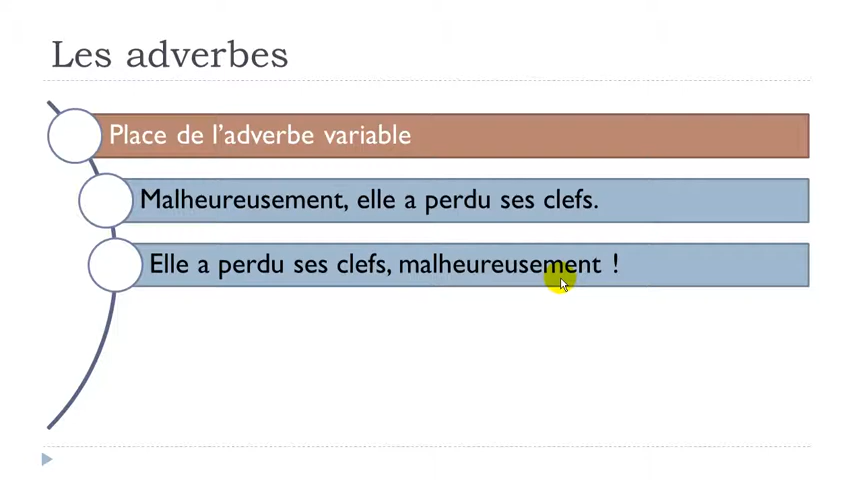 Les adverbes
Place de l'adverbe variable
Malheureusement, elle a perdu ses clefs.
Elle a perdu ses clefs, malheureusement !